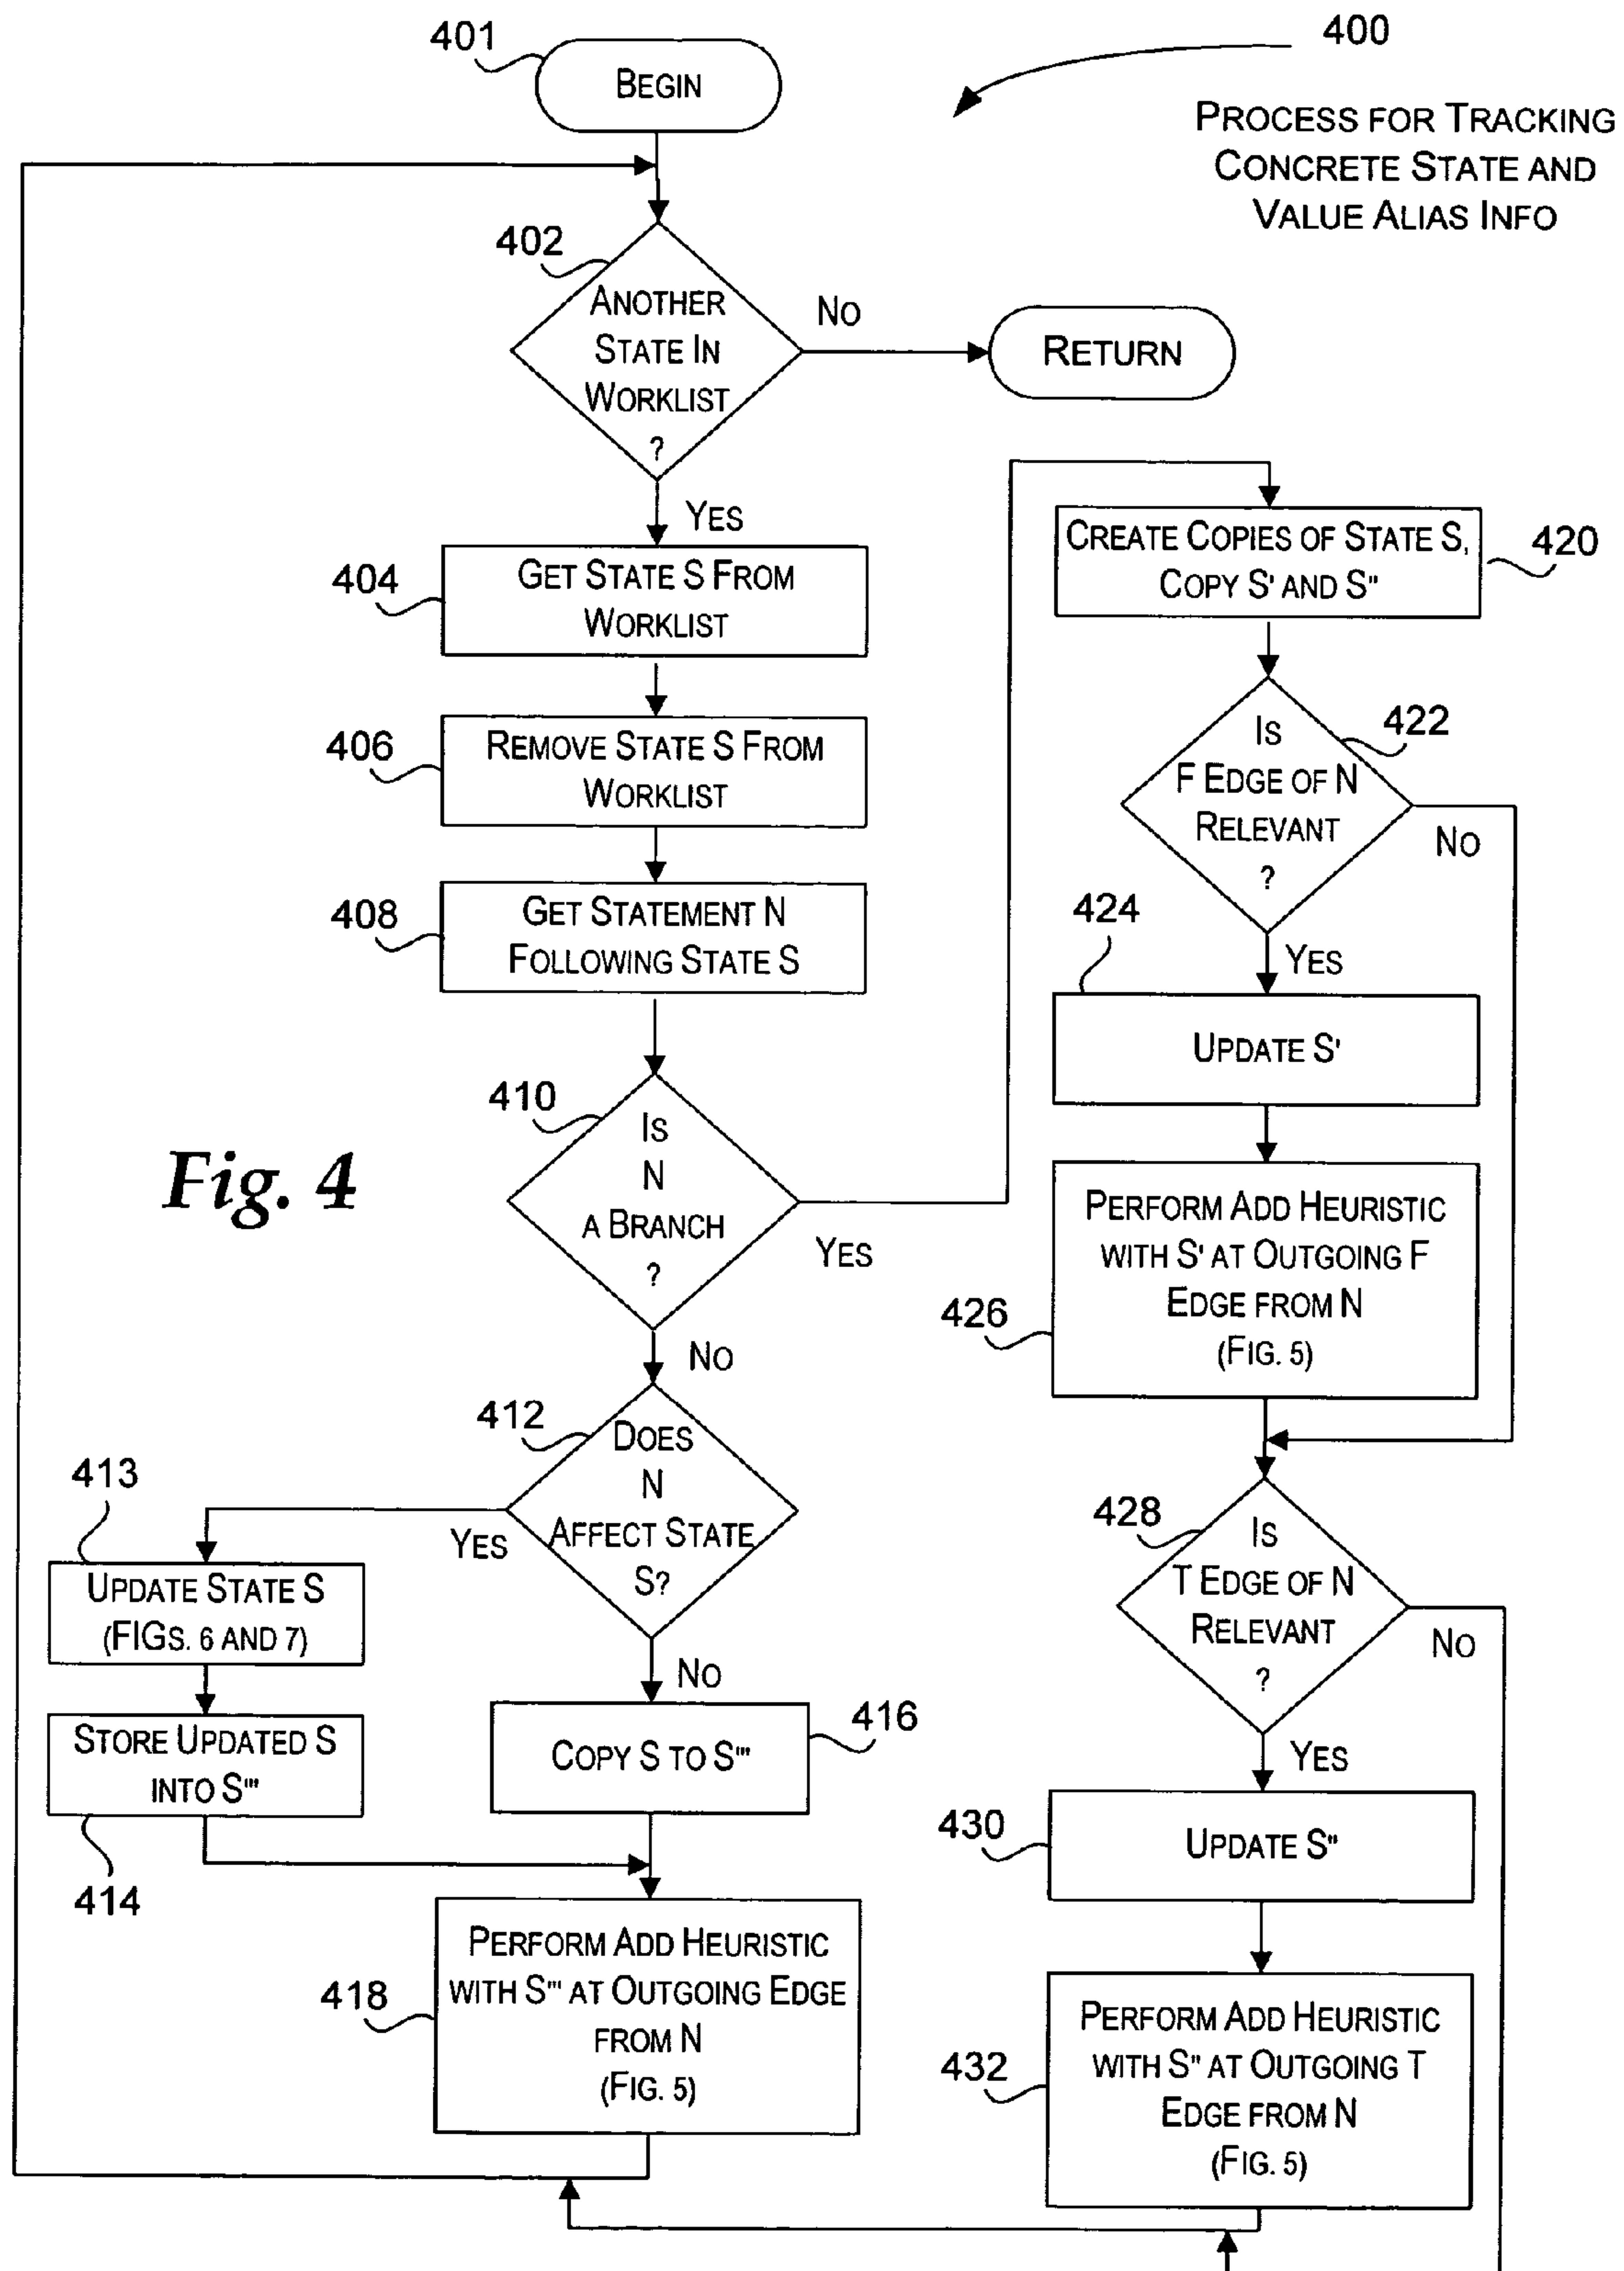 400
PROCESS FOR TRACKING
CONCRETE STATE AND
VALUE ALIAS INFO
401
BEGIN
402
ANOTHER
STATE IN
WORKLIST
?
NO
RETURN
YES
404
GET STATE S FROM
WORKLIST
406
REMOVE STATE S FROM
WORKLIST
408
GET STATEMENT N
FOLLOWING STATE S
410
IS
N
A BRANCH
?
YES
NO
Fig. 4
412
DOES
N
AFFECT STATE
S?
YES
NO
413
UPDATE STATE S
(FIGS. 6 AND 7)
STORE UPDATED S
INTO S'''
414
COPY S TO S'''
416
418
PERFORM ADD HEURISTIC
WITH S''' AT OUTGOING EDGE
FROM N
(FIG. 5)
CREATE COPIES OF STATE S,
COPY S' AND S''
420
IS
F EDGE OF N
RELEVANT
?
422
NO
YES
424
UPDATE S'
426
PERFORM ADD HEURISTIC
WITH S' AT OUTGOING F
EDGE FROM N
(FIG. 5)
428
IS
T EDGE OF N
RELEVANT
?
NO
YES
430
UPDATE S''
432
PERFORM ADD HEURISTIC
WITH S'' AT OUTGOING T
EDGE FROM N
(FIG. 5)